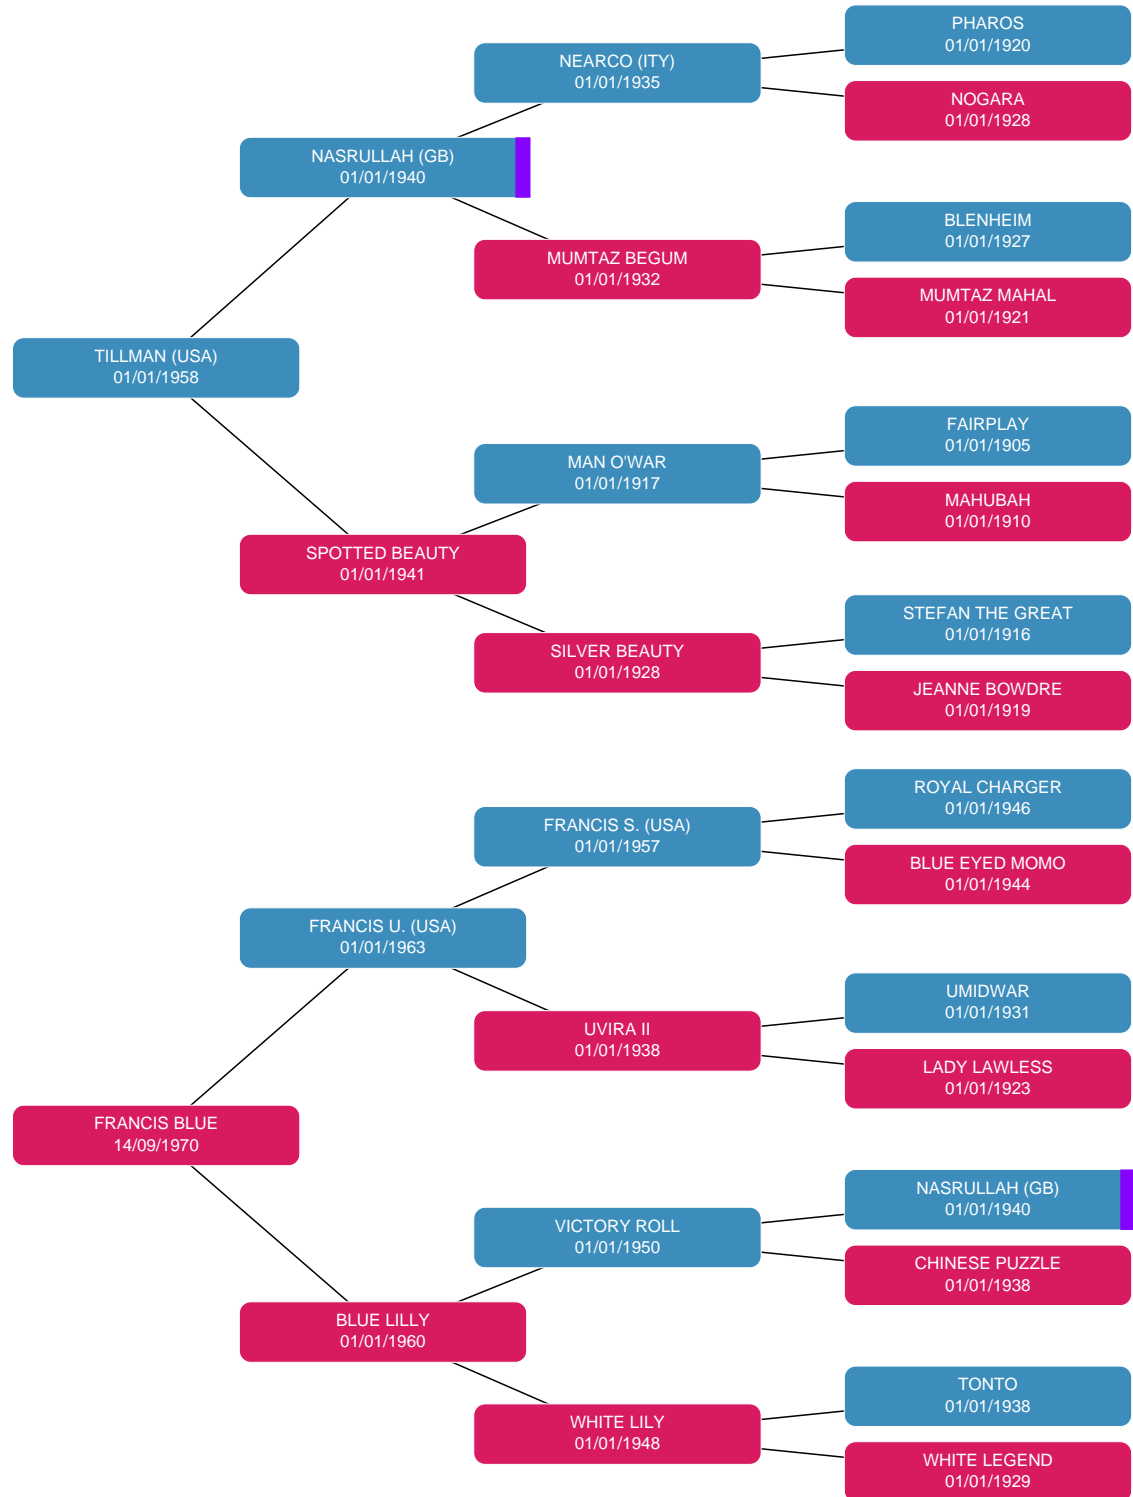 PHAROS
01/01/1920
NEARCO (ITY)
01/01/1935
NOGARA
01/01/1928
NASRULLAH (GB)
01/01/1940
BLENHEIM
01/01/1927
MUMTAZ BEGUM
01/01/1932
MUMTAZ MAHAL
01/01/1921
TILLMAN (USA)
01/01/1958
FAIRPLAY
01/01/1905
MAN O'WAR
01/01/1917
MAHUBAH
01/01/1910
SPOTTED BEAUTY
01/01/1941
STEFAN THE GREAT
01/01/1916
SILVER BEAUTY
01/01/1928
JEANNE BOWDRE
01/01/1919
ROYAL CHARGER
01/01/1946
FRANCIS S. (USA)
01/01/1957
BLUE EYED MOMO
01/01/1944
FRANCIS U. (USA)
01/01/1963
UMIDWAR
01/01/1931
UVIRA II
01/01/1938
LADY LAWLESS
01/01/1923
FRANCIS BLUE
14/09/1970
NASRULLAH (GB)
01/01/1940
VICTORY ROLL
01/01/1950
CHINESE PUZZLE
01/01/1938
BLUE LILLY
01/01/1960
TONTO
01/01/1938
WHITE LILY
01/01/1948
WHITE LEGEND
01/01/1929